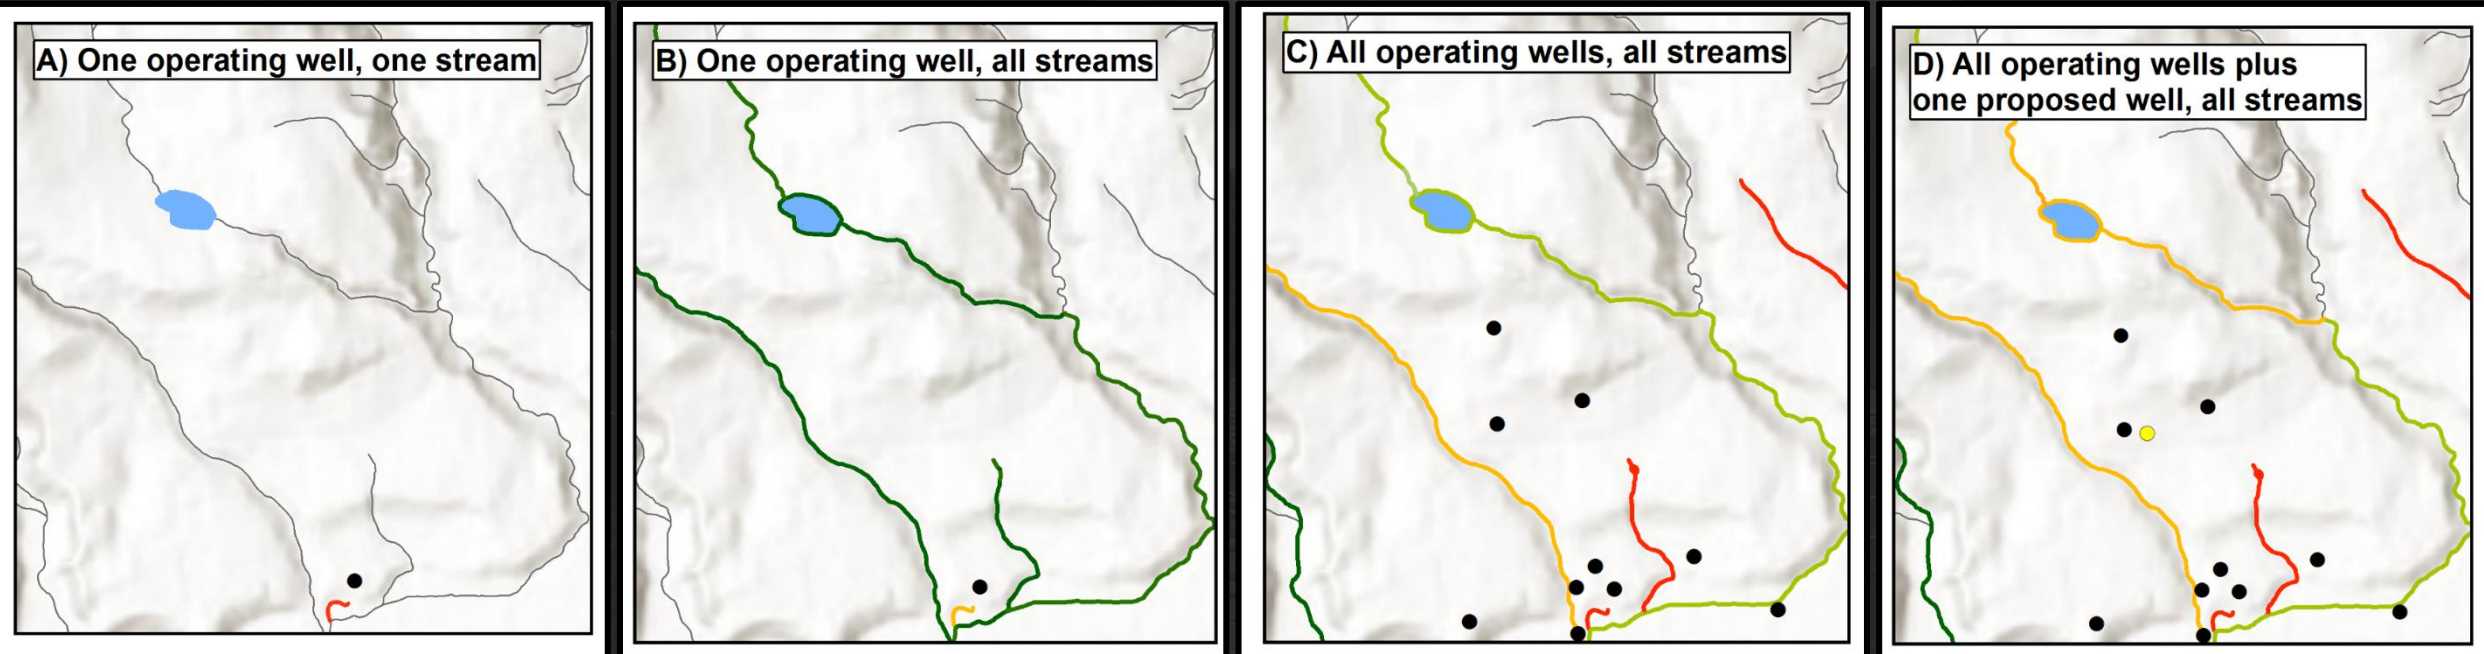 A) One operating well, one stream
B) One operating well, all streams
C) All operating wells, all streams
D) All operating wells plus
one proposed well, all streams